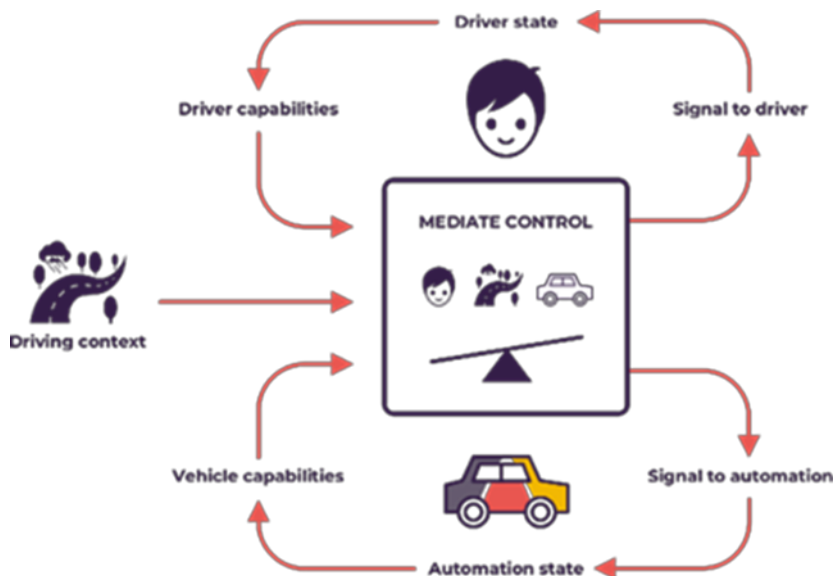 Driver state
Driver capabilities
Signal to driver
MEDIATE CONTROL
Driving context
Vehicle capabilities
Signal to automation
Automation state